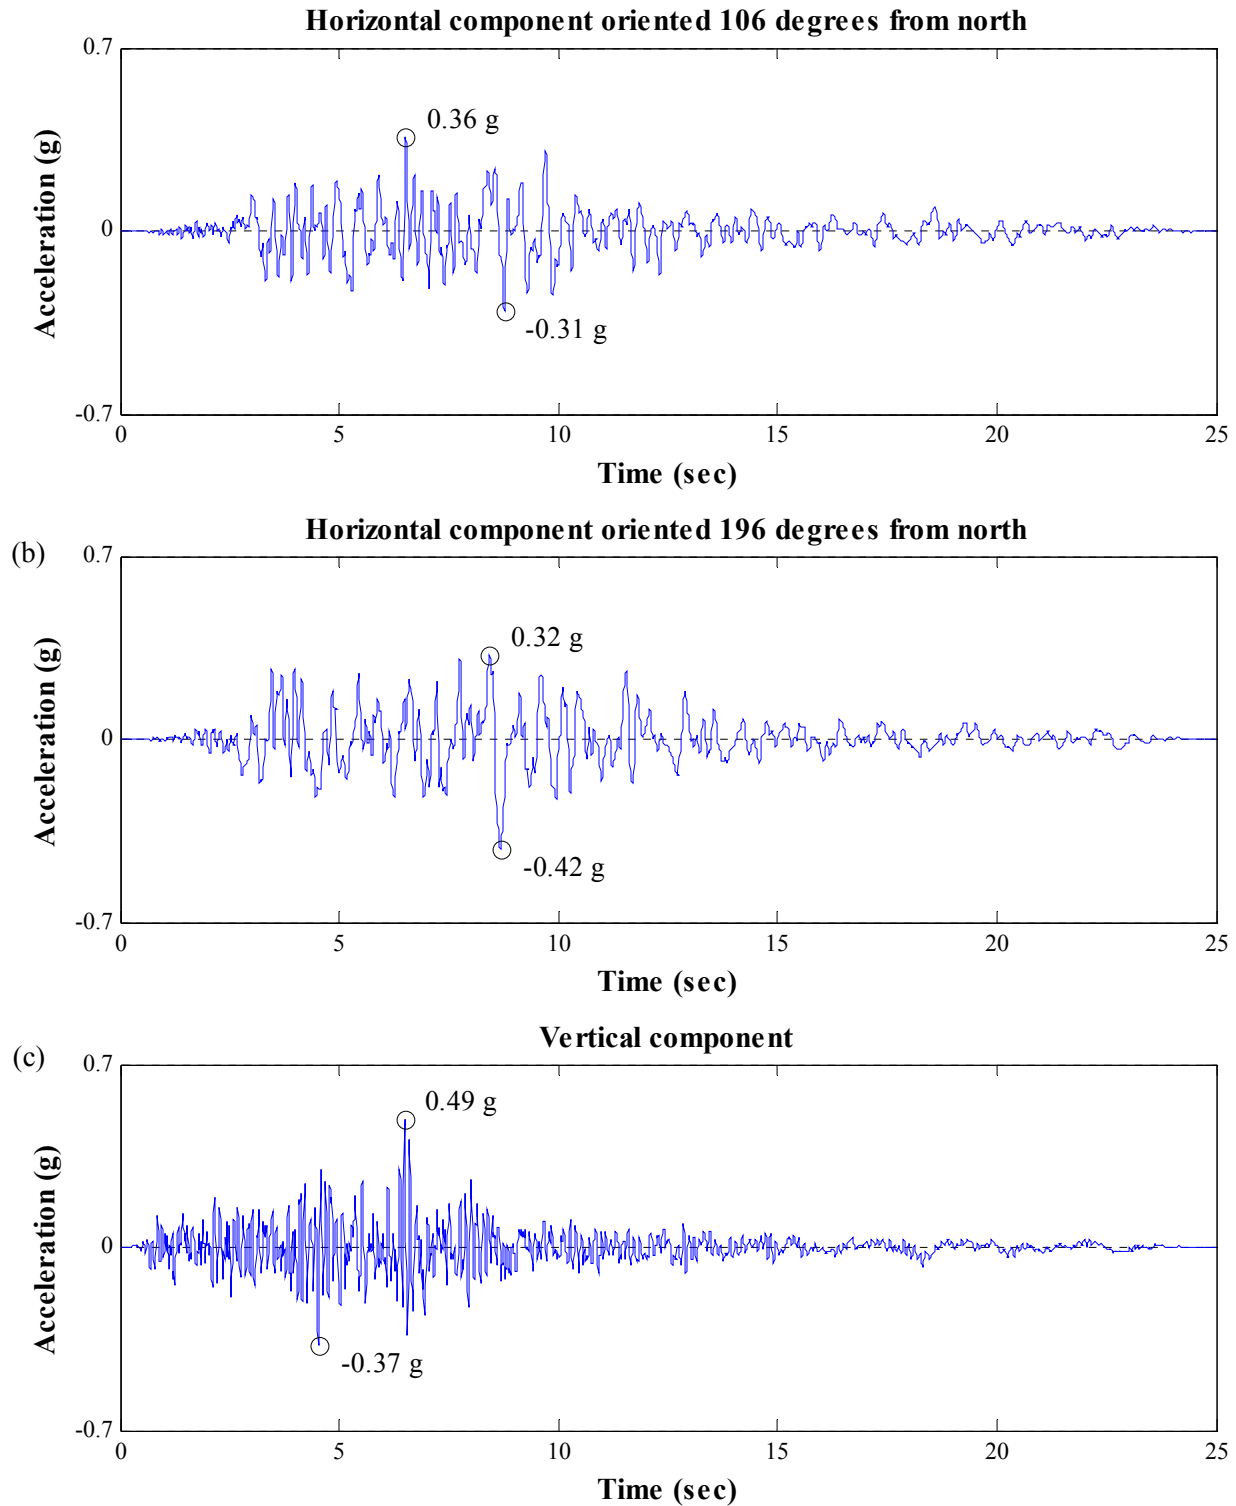 Horizontal component oriented 106 degrees from north
0.7
0.36 g
Acceleration (g)
0
-0.31 g
-0.7
0 5 10 15 20 25
Time (sec)
Horizontal component oriented 196 degrees from north
(b)
0.7
0.32 g
Acceleration (g)
0
-0.42 g
-0.7
0 5 10 15 20 25
Time (sec)
Vertical component
(c)
0.7
0.49 g
Acceleration (g)
0
-0.37 g
-0.7
0 5 10 15 20 25
Time (sec)